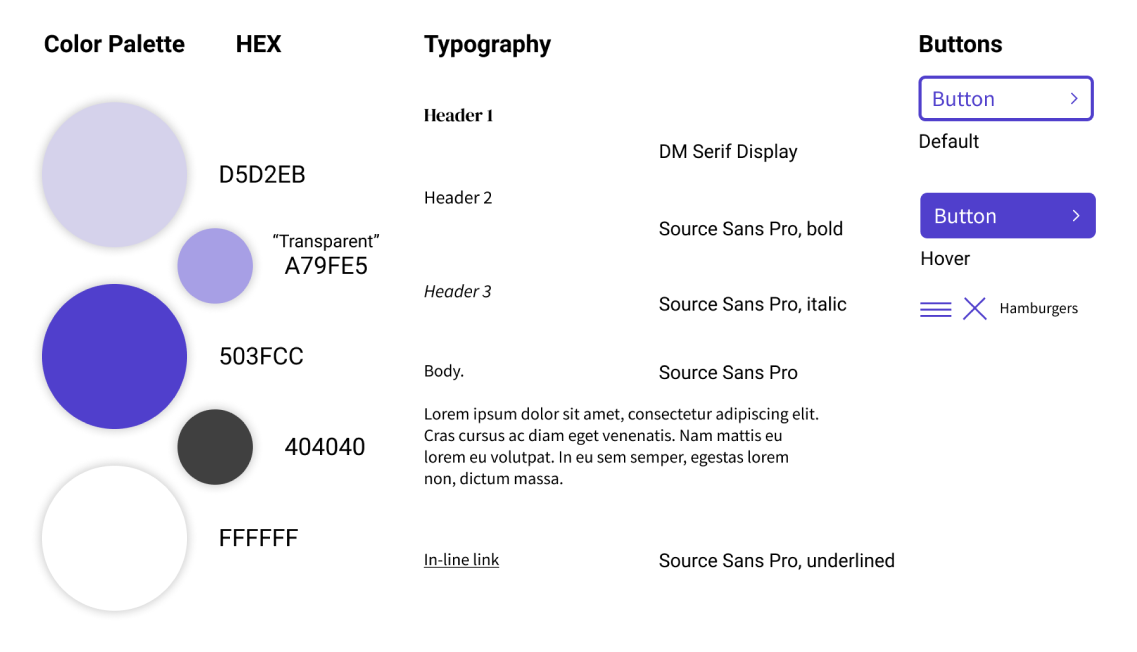 Color Palette
HEX
D5D2EB
“Transparent”
A79FE5
503FCC
404040
FFFFFF
Typography
Header 1
DM Serif Display
Header 2
Source Sans Pro, bold
Header 3
Source Sans Pro, italic
Body.
Source Sans Pro
Lorem ipsum dolor sit amet, consectetur adipiscing elit.
Cras cursus ac diam eget venenatis. Nam mattis eu
lorem eu volutpat. In eu sem semper, egestas lorem
non, dictum massa.
In-line link
Source Sans Pro, underlined
Buttons
Button
Default
Button
Hover
Hamburgers